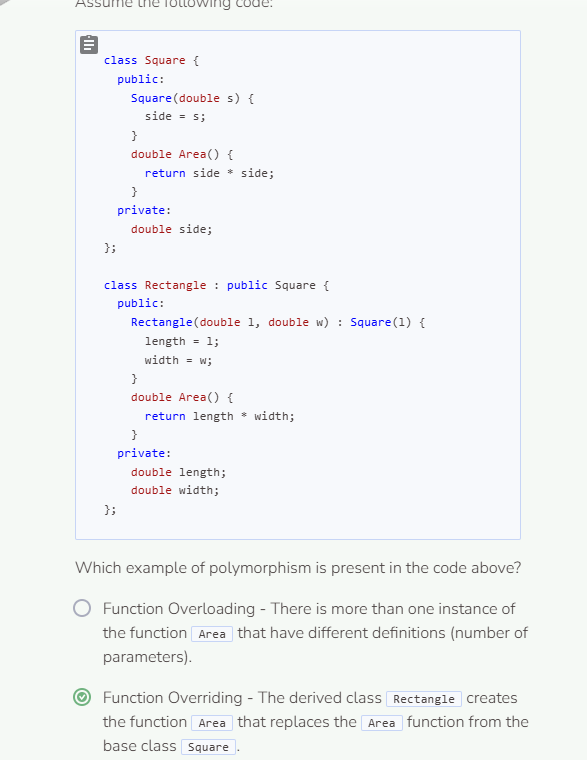 Assume the following code:
class Square {
  public:
    Square(double s) {
      side = s;
    }
    double Area() {
      return side * side;
    }
  private:
    double side;
};

class Rectangle : public Square {
  public:
    Rectangle(double l, double w) : Square(l) {
      length = l;
      width = w;
    }
    double Area() {
      return length * width;
    }
  private:
    double length;
    double width;
};
Which example of polymorphism is present in the code above?
Function Overloading - There is more than one instance of
the function Area that have different definitions (number of
parameters).
Function Overriding - The derived class Rectangle creates
the function Area that replaces the Area function from the
base class Square.